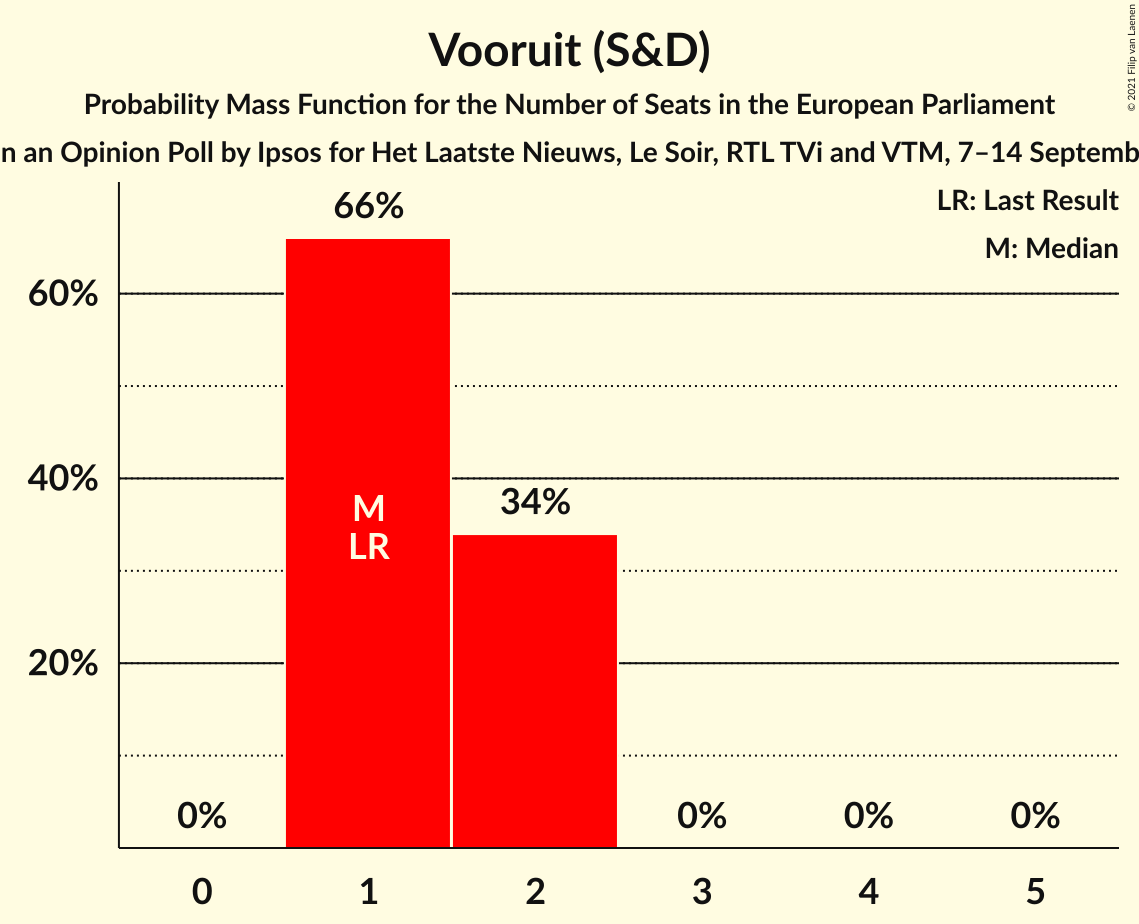 Vooruit (S&D)
Probability Mass Function for the Number of Seats in the European Parliament
n an Opinion Poll by Ipsos for Het Laatste Nieuws, Le Soir, RTL TVi and VTM, 7–14 Septemb
© 2021 Filip van Laenen
LR: Last Result
M: Median
66%
60%
40%
34%
M
LR
20%
0%
0%
0%
0%
0
1
2
3
4
5